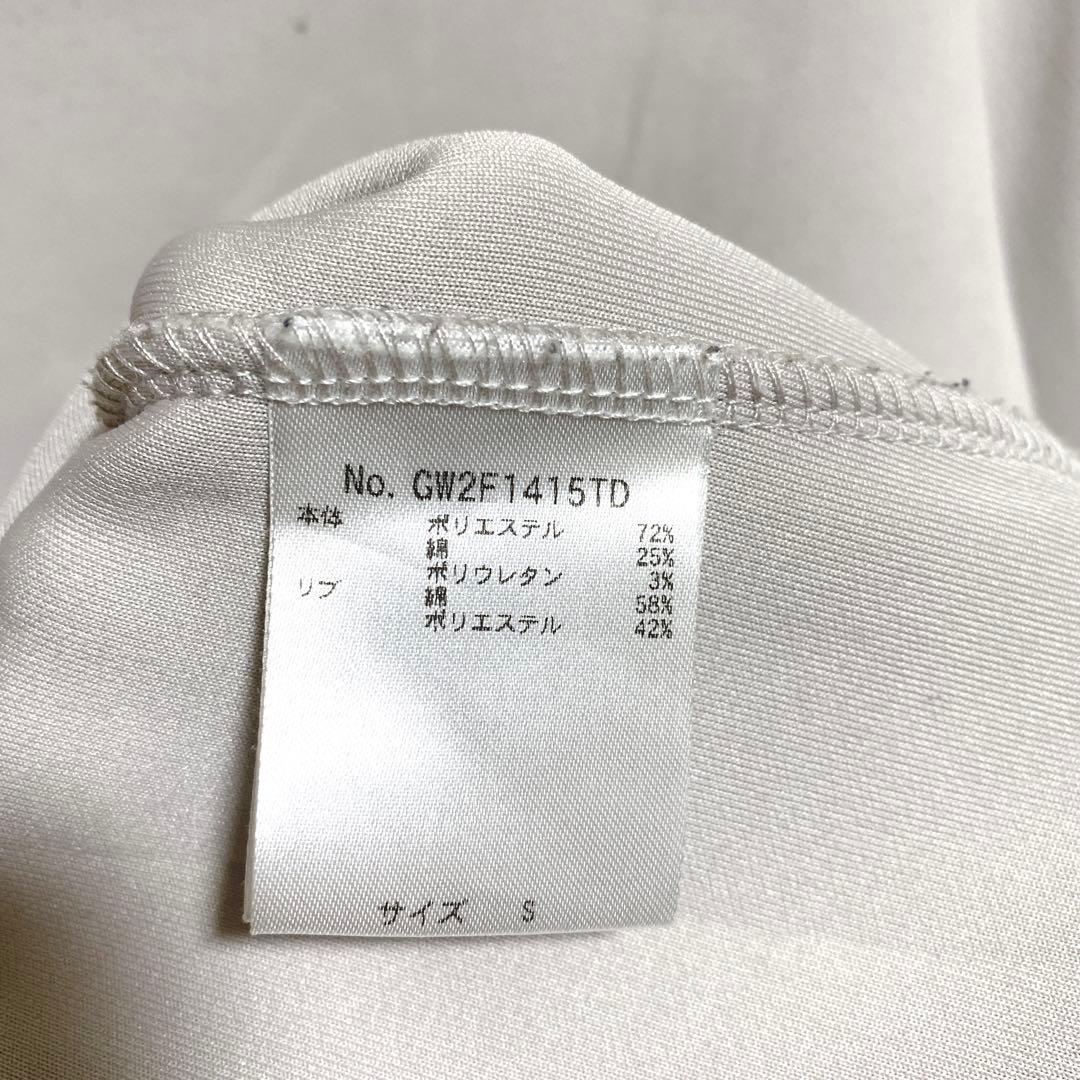 No. GW2F1415TD
本体 ポリエステル 72%
綿 25%
ポリウレタン 3%
リブ 綿 58%
ポリエステル 42%
サイズ S